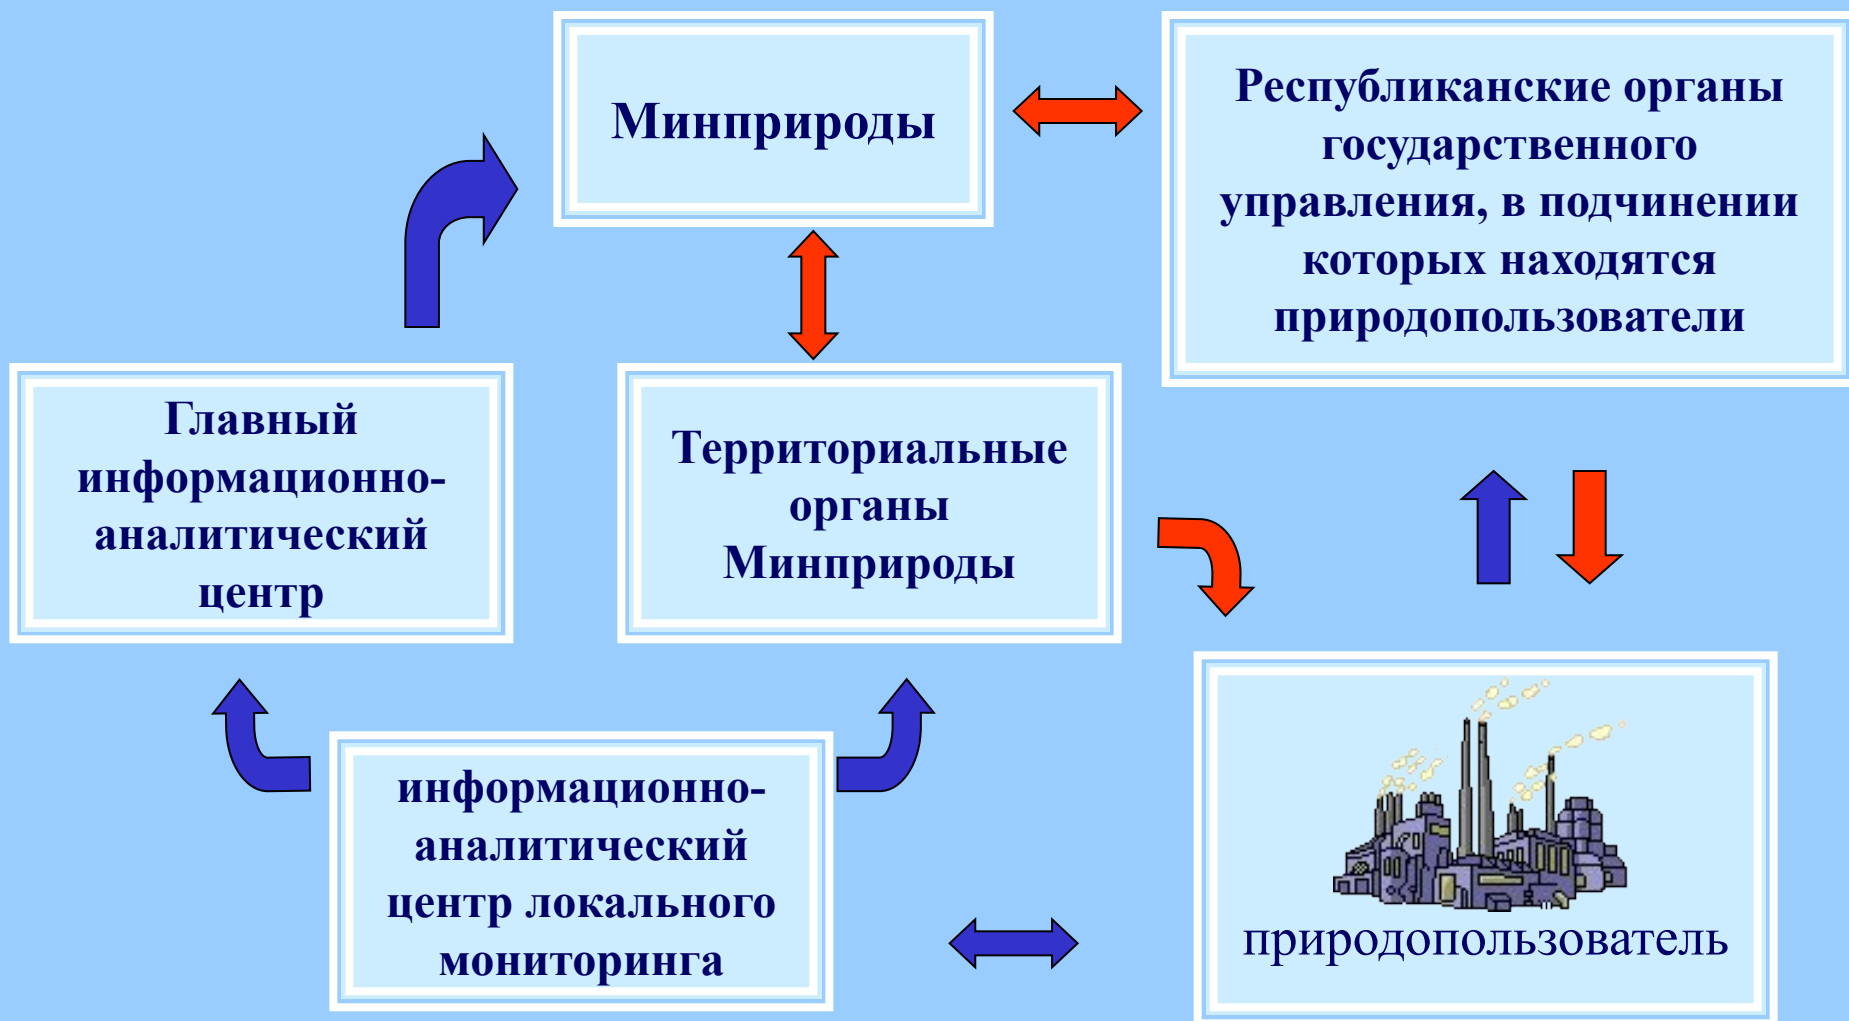 Минприроды
Республиканские органы
государственного
управления, в подчинении
которых находятся
природопользователи
Главный
информационно-
аналитический
центр
Территориальные
органы
Минприроды
информационно-
аналитический
центр локального
мониторинга
природопользователь